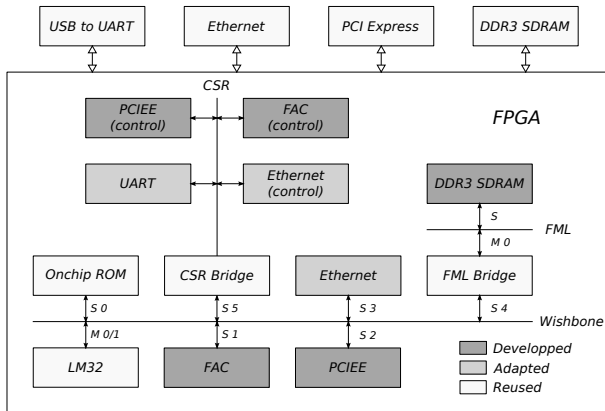 USB to UART
Ethernet
PCI Express
DDR3 SDRAM
CSR
FPGA
PCIEE
(control)
FAC
(control)
UART
Ethernet
(control)
DDR3 SDRAM
S
FML
M 0
Onchip ROM
CSR Bridge
Ethernet
FML Bridge
S 0
S 5
S 3
S 4
Wishbone
M 0/1
S 1
S 2
LM32
FAC
PCIEE
Developped
Adapted
Reused